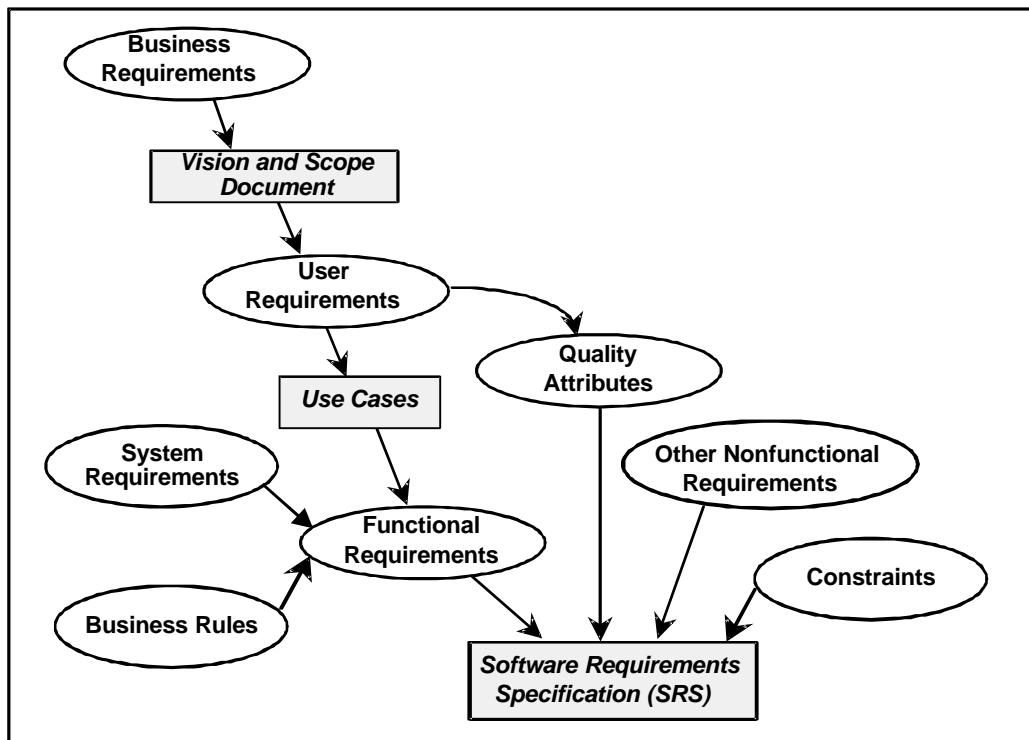 Business
Requirements
Vision and Scope
Document
User
Requirements
Quality
Attributes
Use Cases
System
Requirements
Other Nonfunctional
Requirements
Functional
Requirements
Constraints
Business Rules
Software Requirements
Specification (SRS)